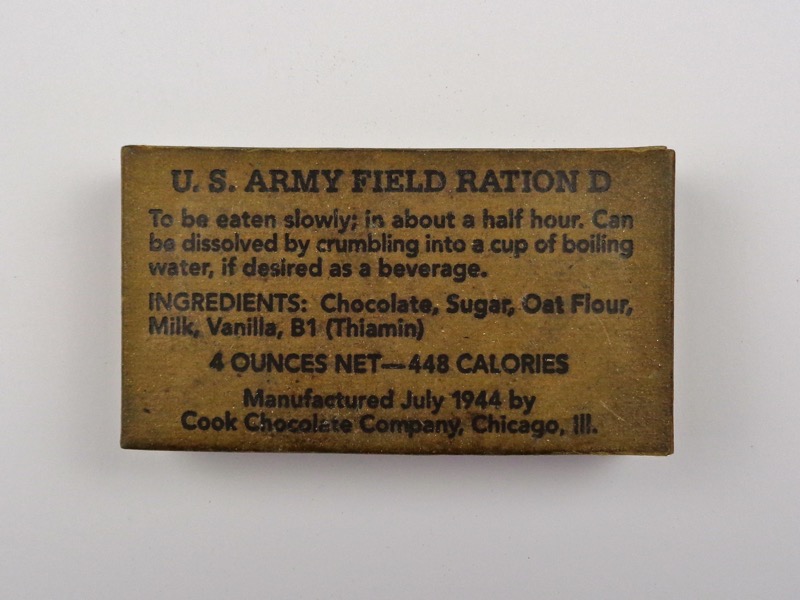 U. S. ARMY FIELD RATION D
To be eaten slowly; in about a half hour. Can
be dissolved by crumbling into a cup of boiling
water, if desired as a beverage.
INGREDIENTS: Chocolate, Sugar, Oat Flour,
Milk, Vanilla, B1 (Thiamin)
4 OUNCES NET—448 CALORIES
Manufactured July 1944 by
Cook Chocolate Company, Chicago, Ill.